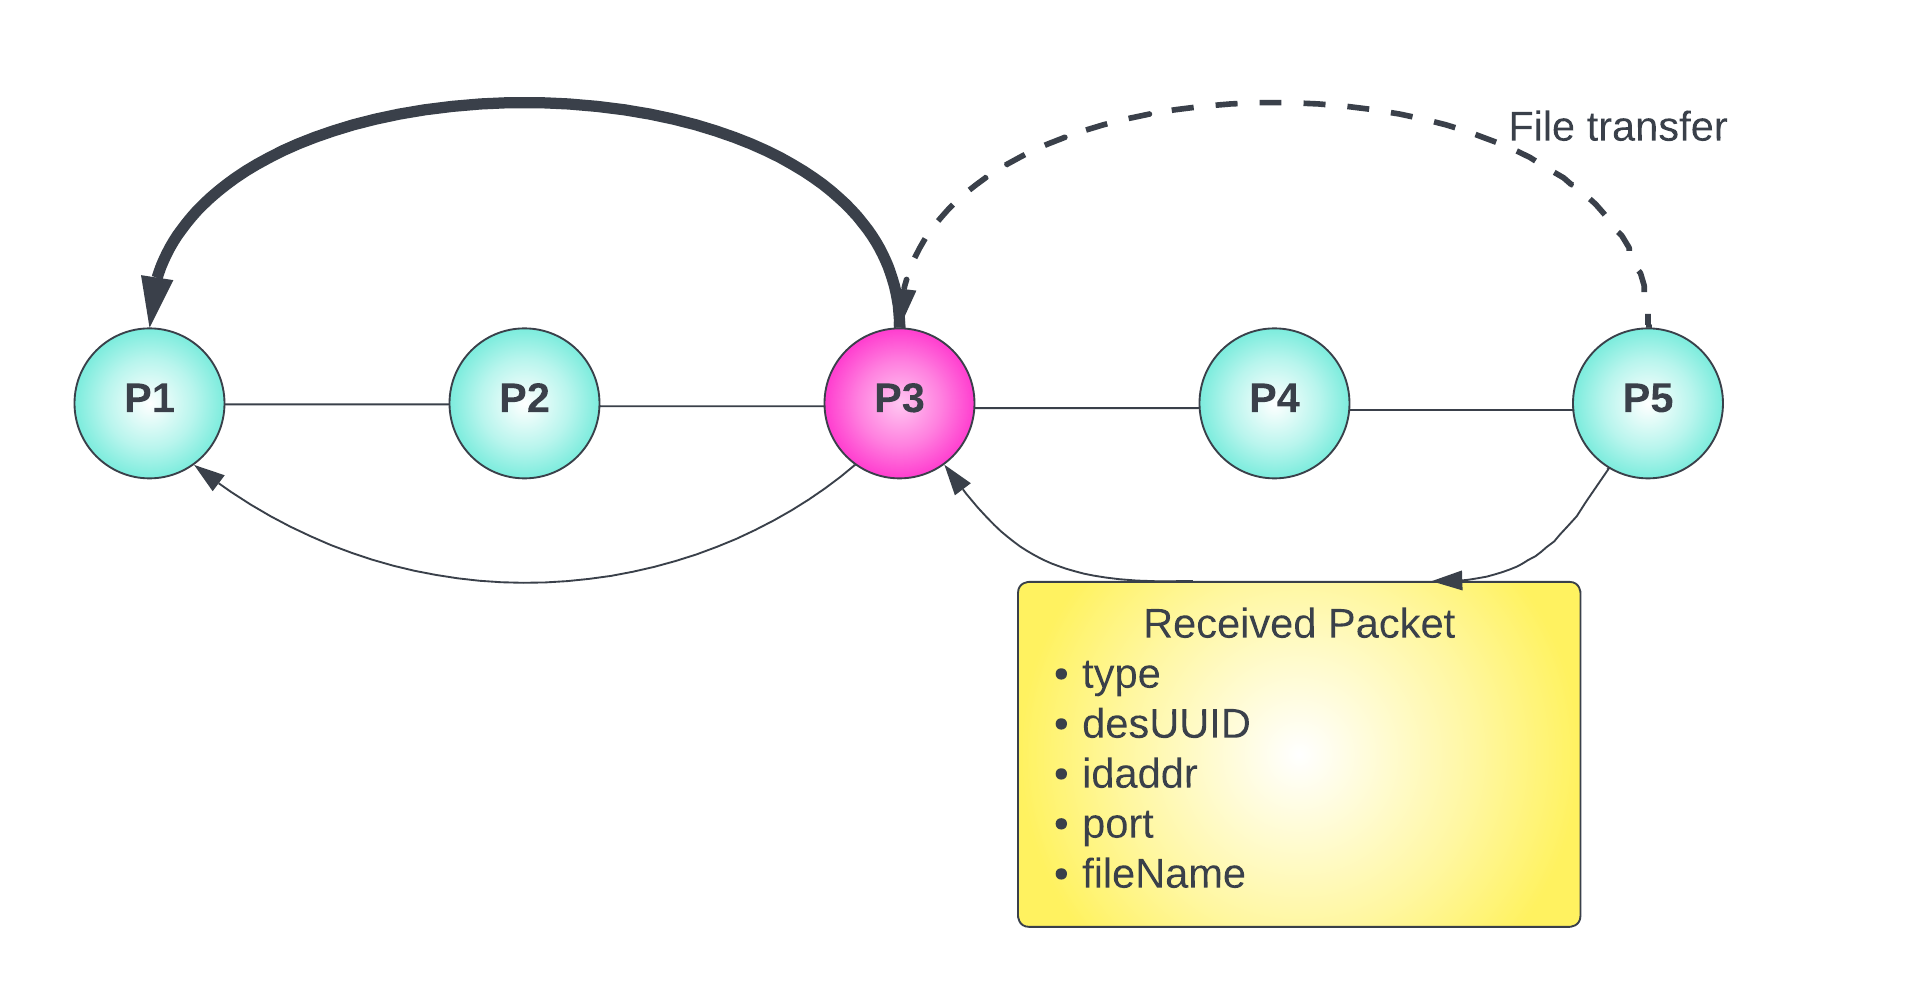 File transfer
P1
P2
P3
P4
P5
Received Packet
• type
• desUUID
• idaddr
• port
• fileName